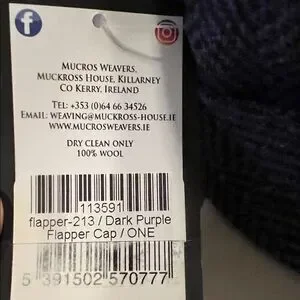 f
Mucros Weavers,
Muckross House, Killarney
Co Kerry, Ireland
Tel: +353 (0)64 66 34526
Email: weaving@muckross-house.ie
www.mucrosweavers.ie
Dry clean only
100% wool
113591
flapper-213 / Dark Purple
Flapper Cap / ONE
5 391502 570777